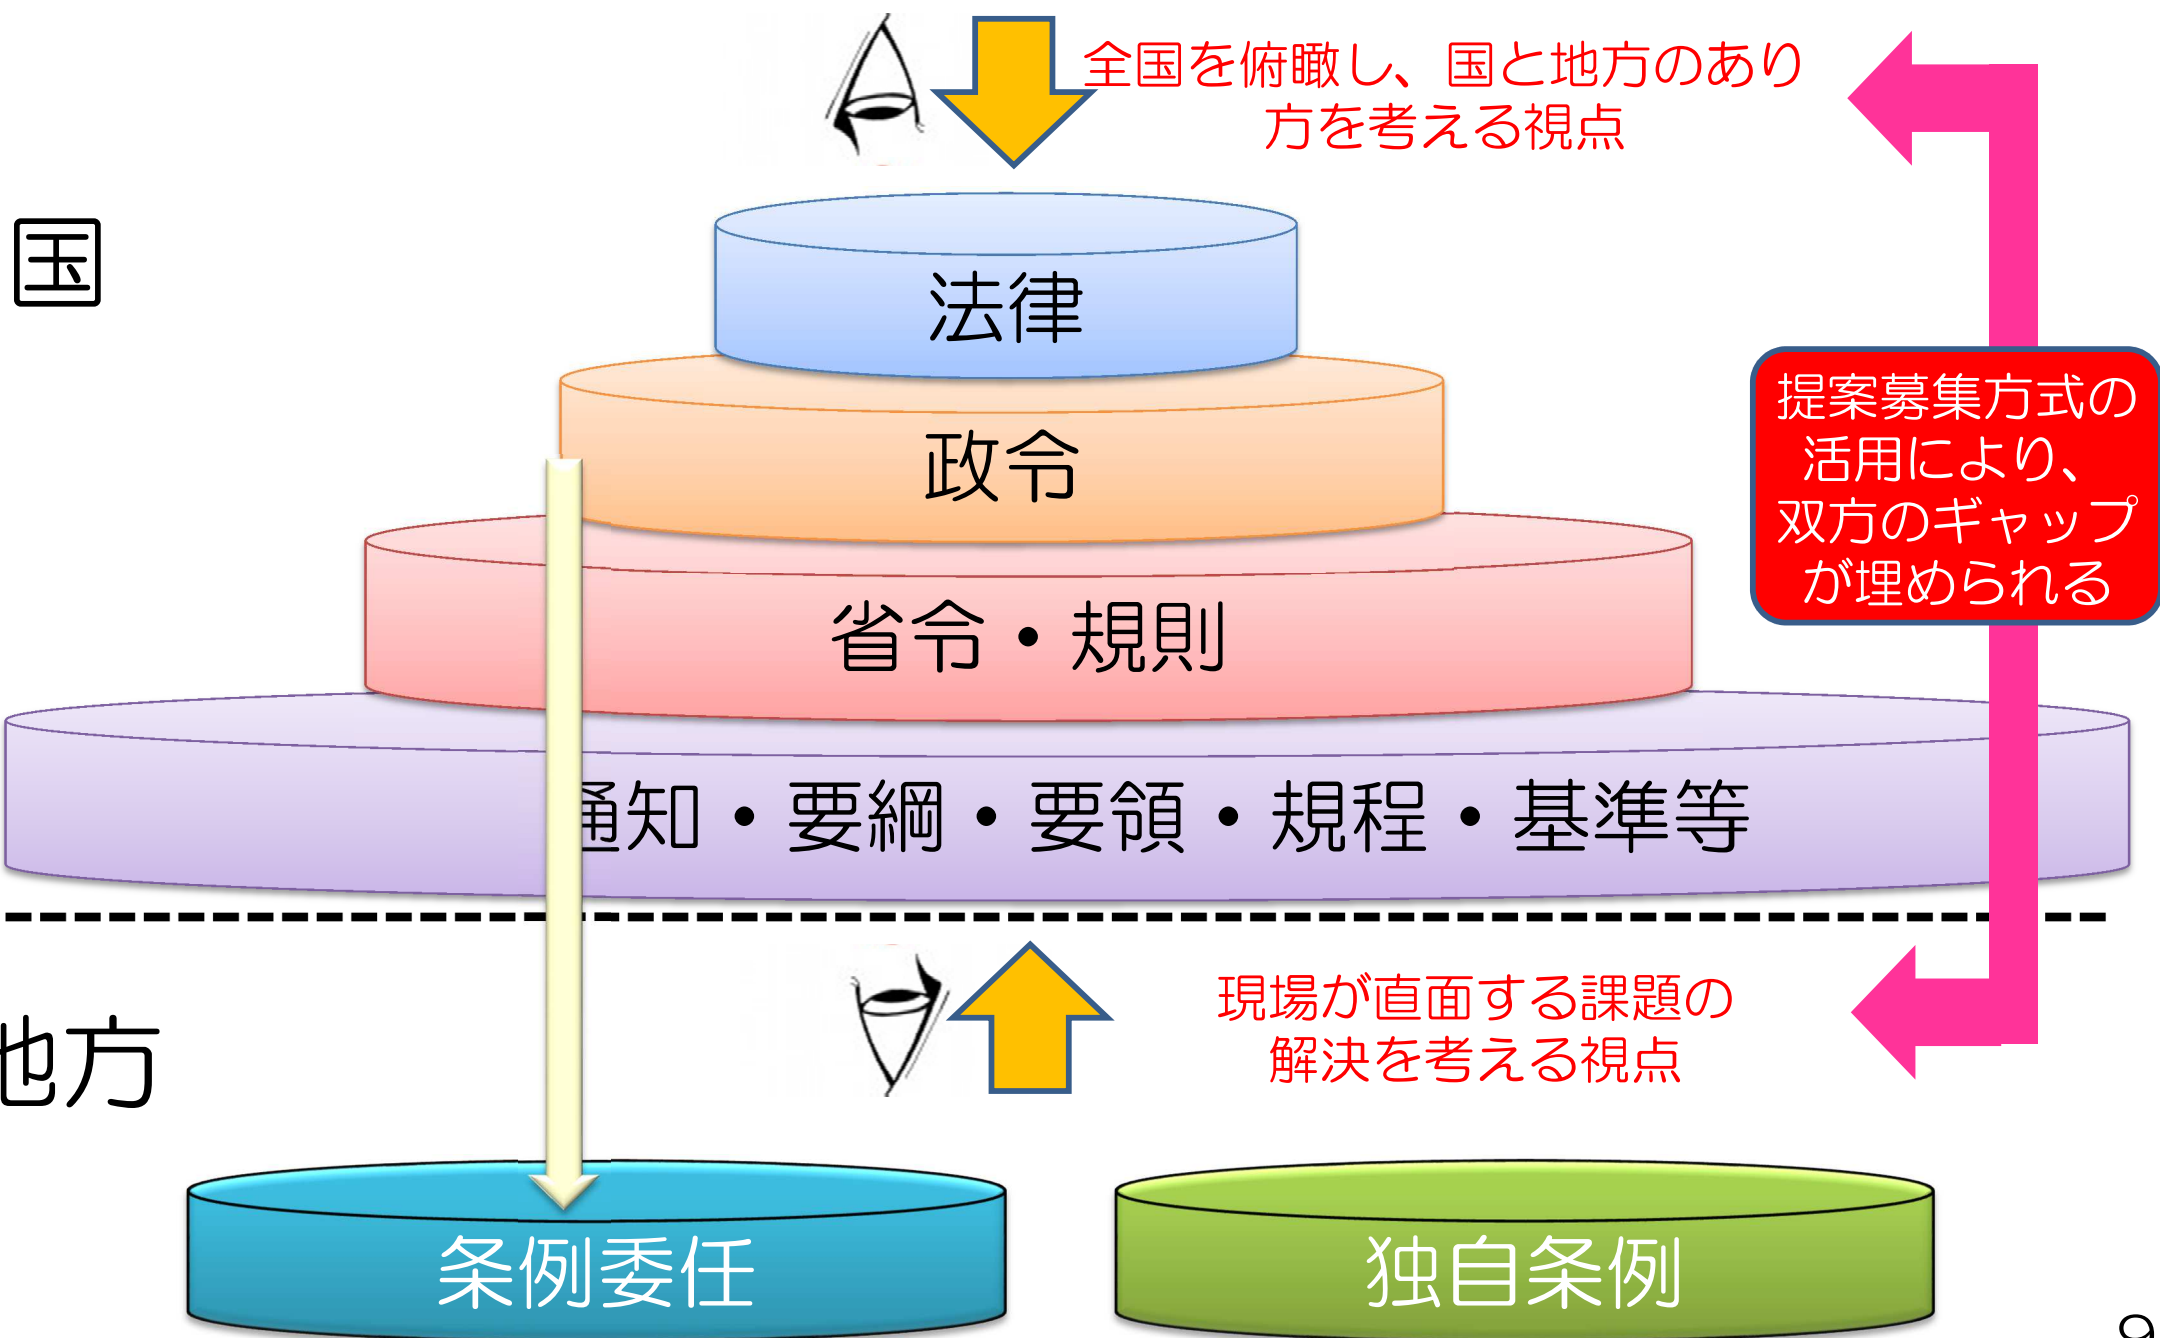 全国を俯瞰し、国と地方のあり
方を考える視点
国
法律
提案募集方式の
活用により、
双方のギャップ
が埋められる
政令
省令・規則
通知・要綱・要領・規程・基準等
現場が直面する課題の
解決を考える視点
地方
条例委任
独自条例
9